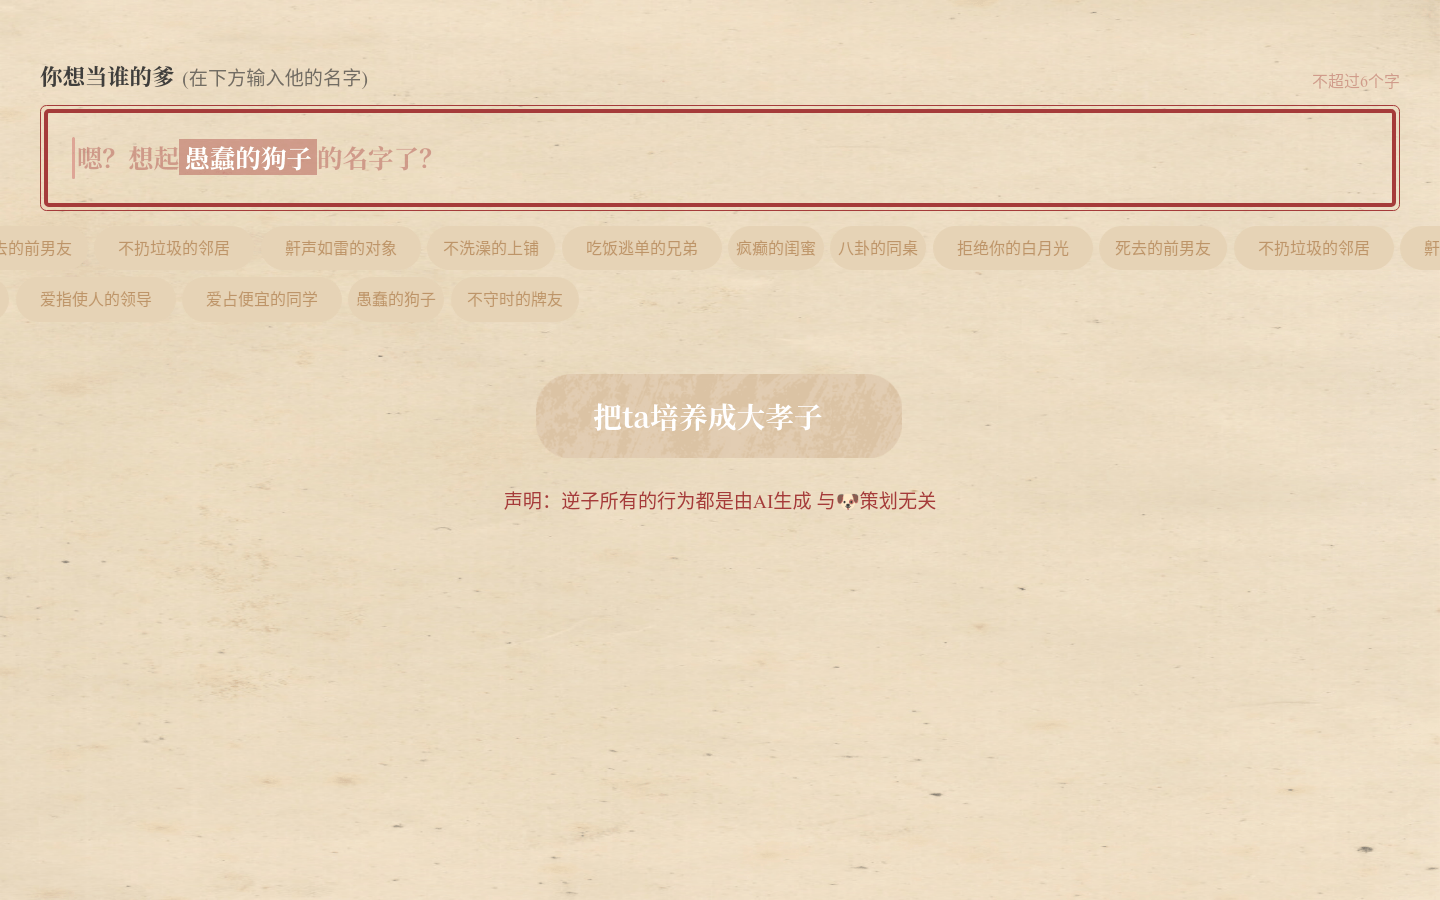 你想当谁的爹 (在下方输入他的名字)
不超过6个字
嗯？想起愚蠢的狗子的名字了？
去的前男友 不扔垃圾的邻居 鼾声如雷的对象 不洗澡的上铺 吃饭逃单的兄弟 疯癫的闺蜜 八卦的同桌 拒绝你的白月光 死去的前男友 不扔垃圾的邻居 鼾
爱指使人的领导 爱占便宜的同学 愚蠢的狗子 不守时的牌友
把ta培养成大孝子
声明：逆子所有的行为都是由AI生成 与🐶策划无关